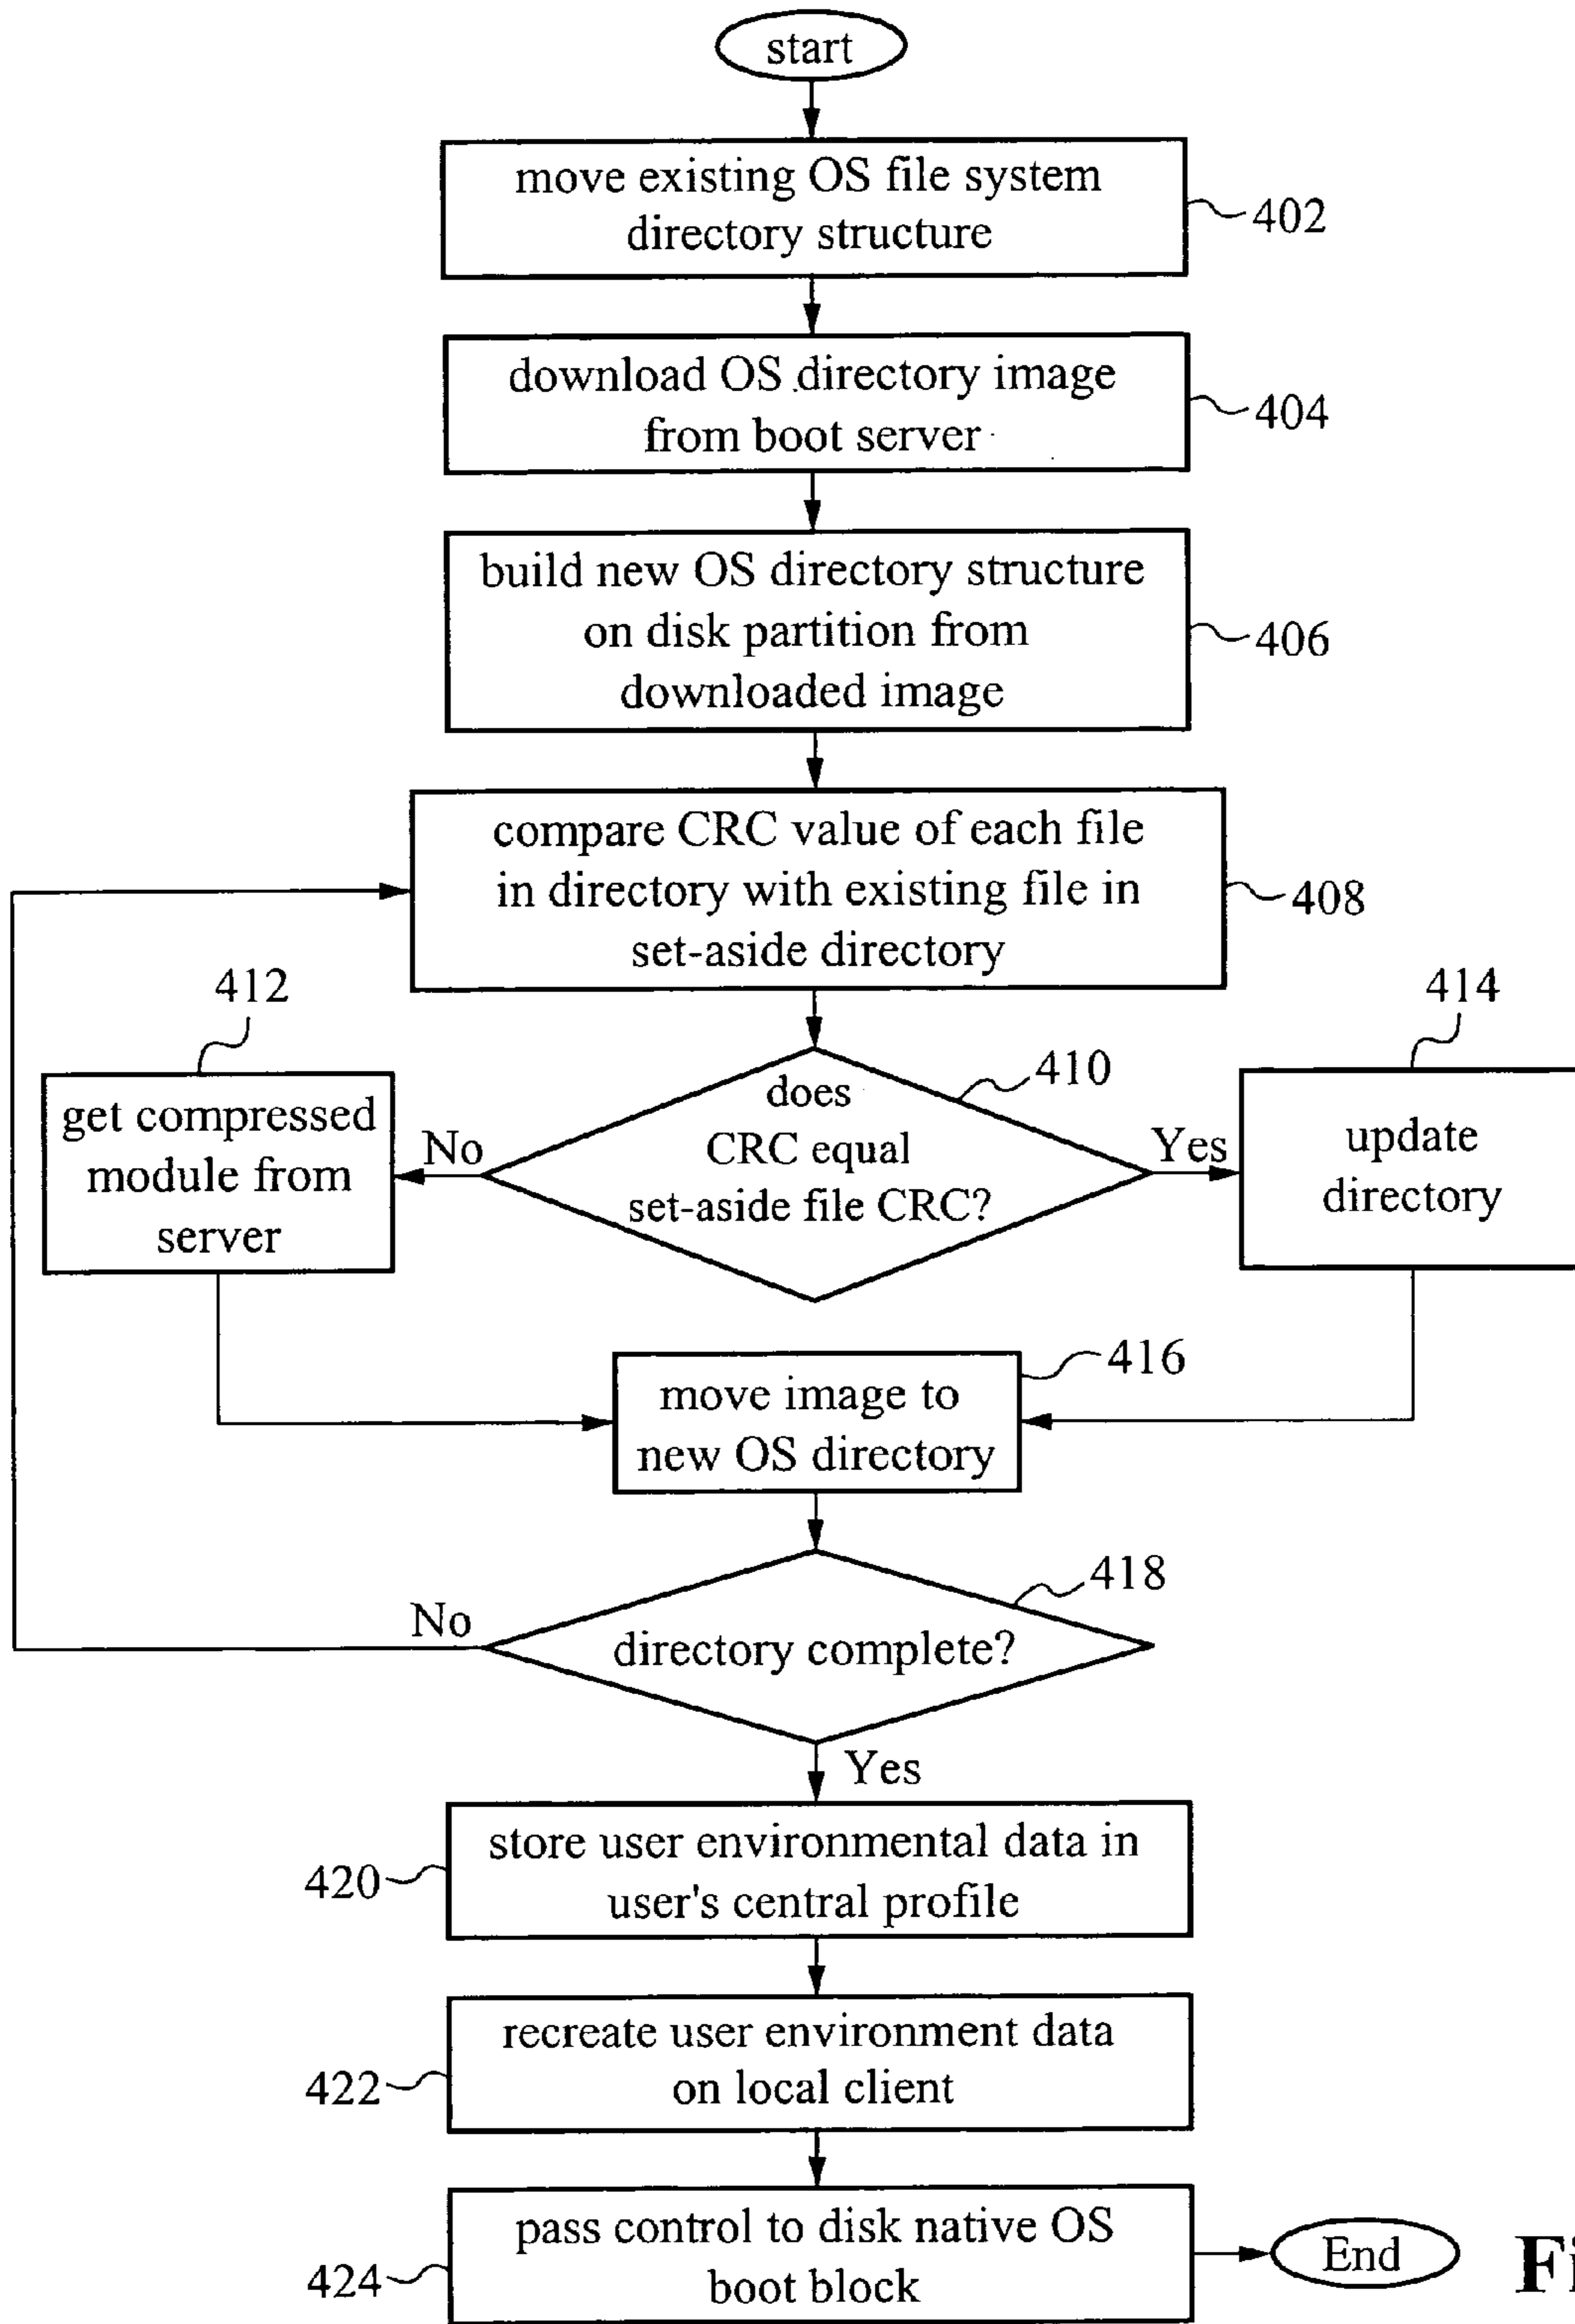 start
move existing OS file system
directory structure
402
download OS directory image
from boot server
404
build new OS directory structure
on disk partition from
downloaded image
406
compare CRC value of each file
in directory with existing file in
set-aside directory
408
412
414
410
get compressed
module from
server
No
does
CRC equal
set-aside file CRC?
Yes
update
directory
416
move image to
new OS directory
418
No
directory complete?
Yes
store user environmental data in
user's central profile
420
recreate user environment data
on local client
422
pass control to disk native OS
boot block
424
End